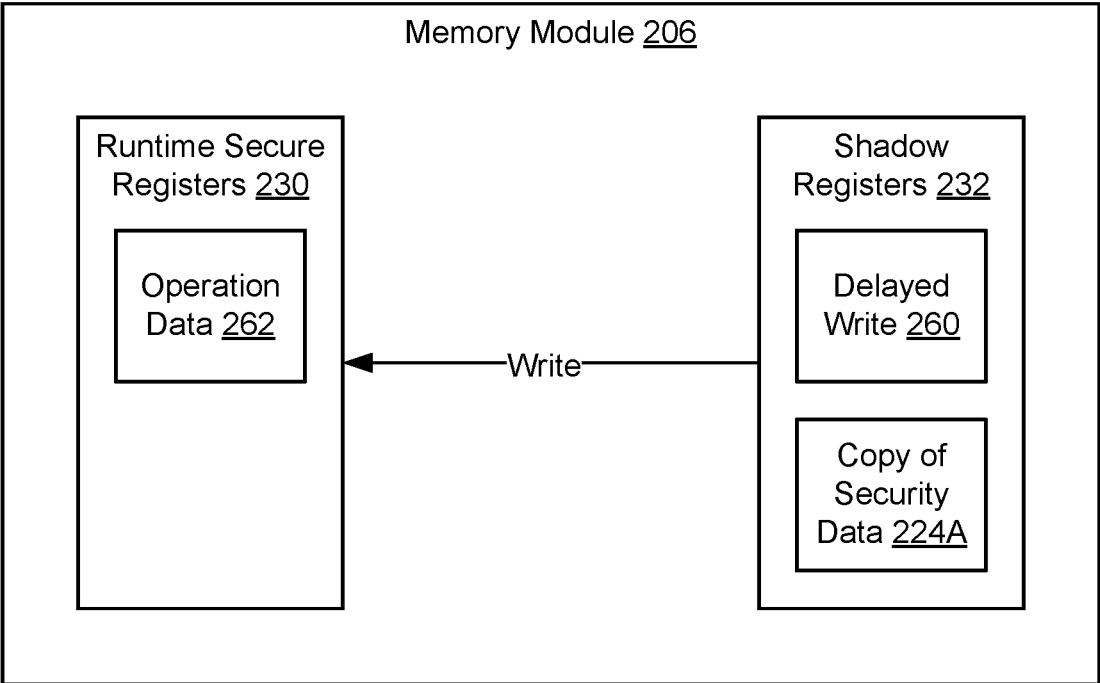 Memory Module 206
Runtime Secure
Registers 230
Operation
Data 262
Write
Shadow
Registers 232
Delayed
Write 260
Copy of
Security
Data 224A